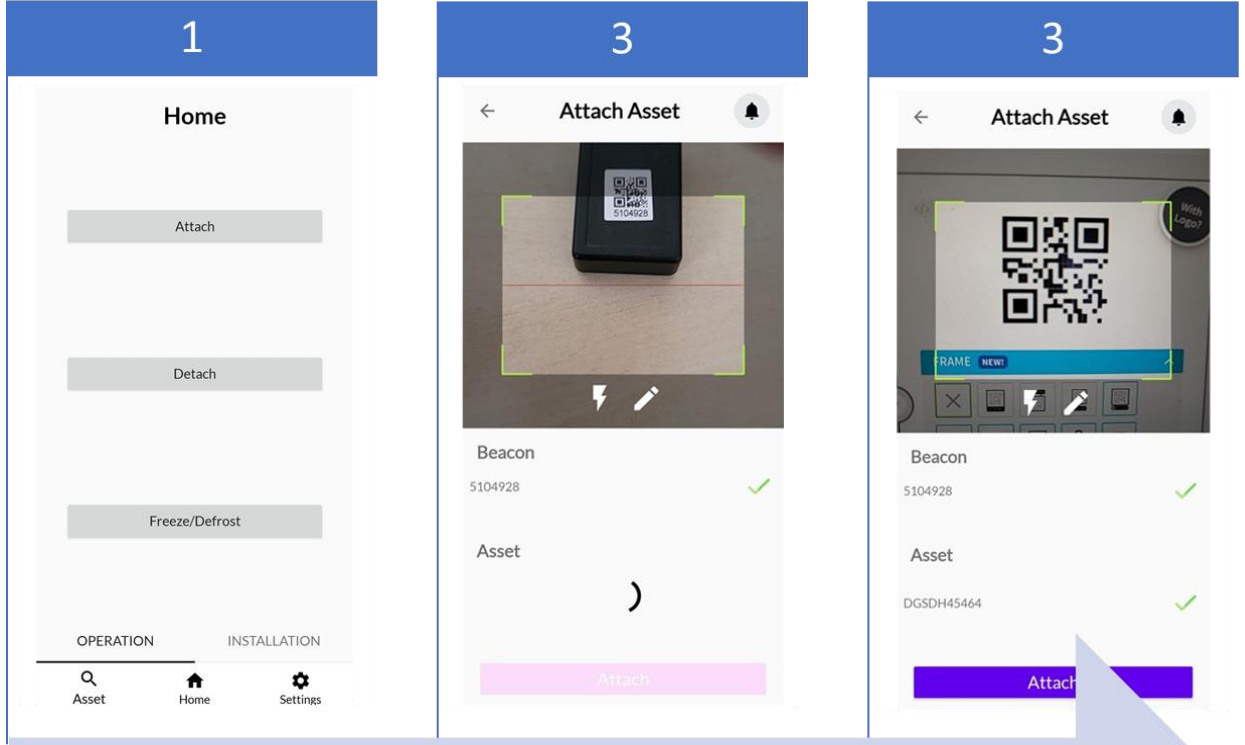 1
Home
Attach
Detach
Freeze/Defrost
OPERATION INSTALLATION
Asset Home Settings
3
Attach Asset
5104928
Beacon
5104928
Asset
Attach
3
Attach Asset
With
Logo?
FRAME NEW!
Beacon
5104928
Asset
DGSDH45464
Attach